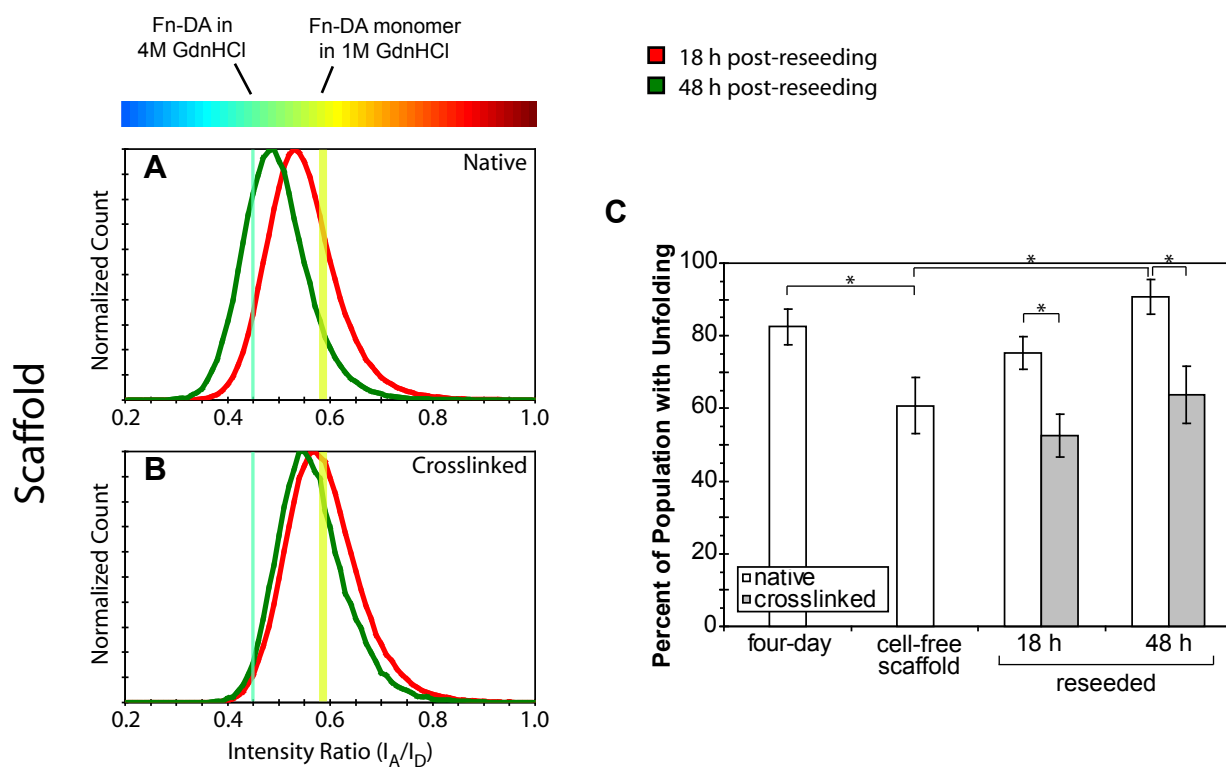 Fn-DA in
4M GdnHCl
Fn-DA monomer
in 1M GdnHCl
18 h post-reseeding
48 h post-reseeding
Scaffold
A
Native
Normalized Count
0.2 0.4 0.6 0.8 1.0
B
Crosslinked
Normalized Count
0.2 0.4 0.6 0.8 1.0
Intensity Ratio (I_A/I_D)
C
Percent of Population with Unfolding
100
80
60
40
20
0
*
*
*
*
native
crosslinked
four-day
cell-free
scaffold
18 h
48 h
reseeded